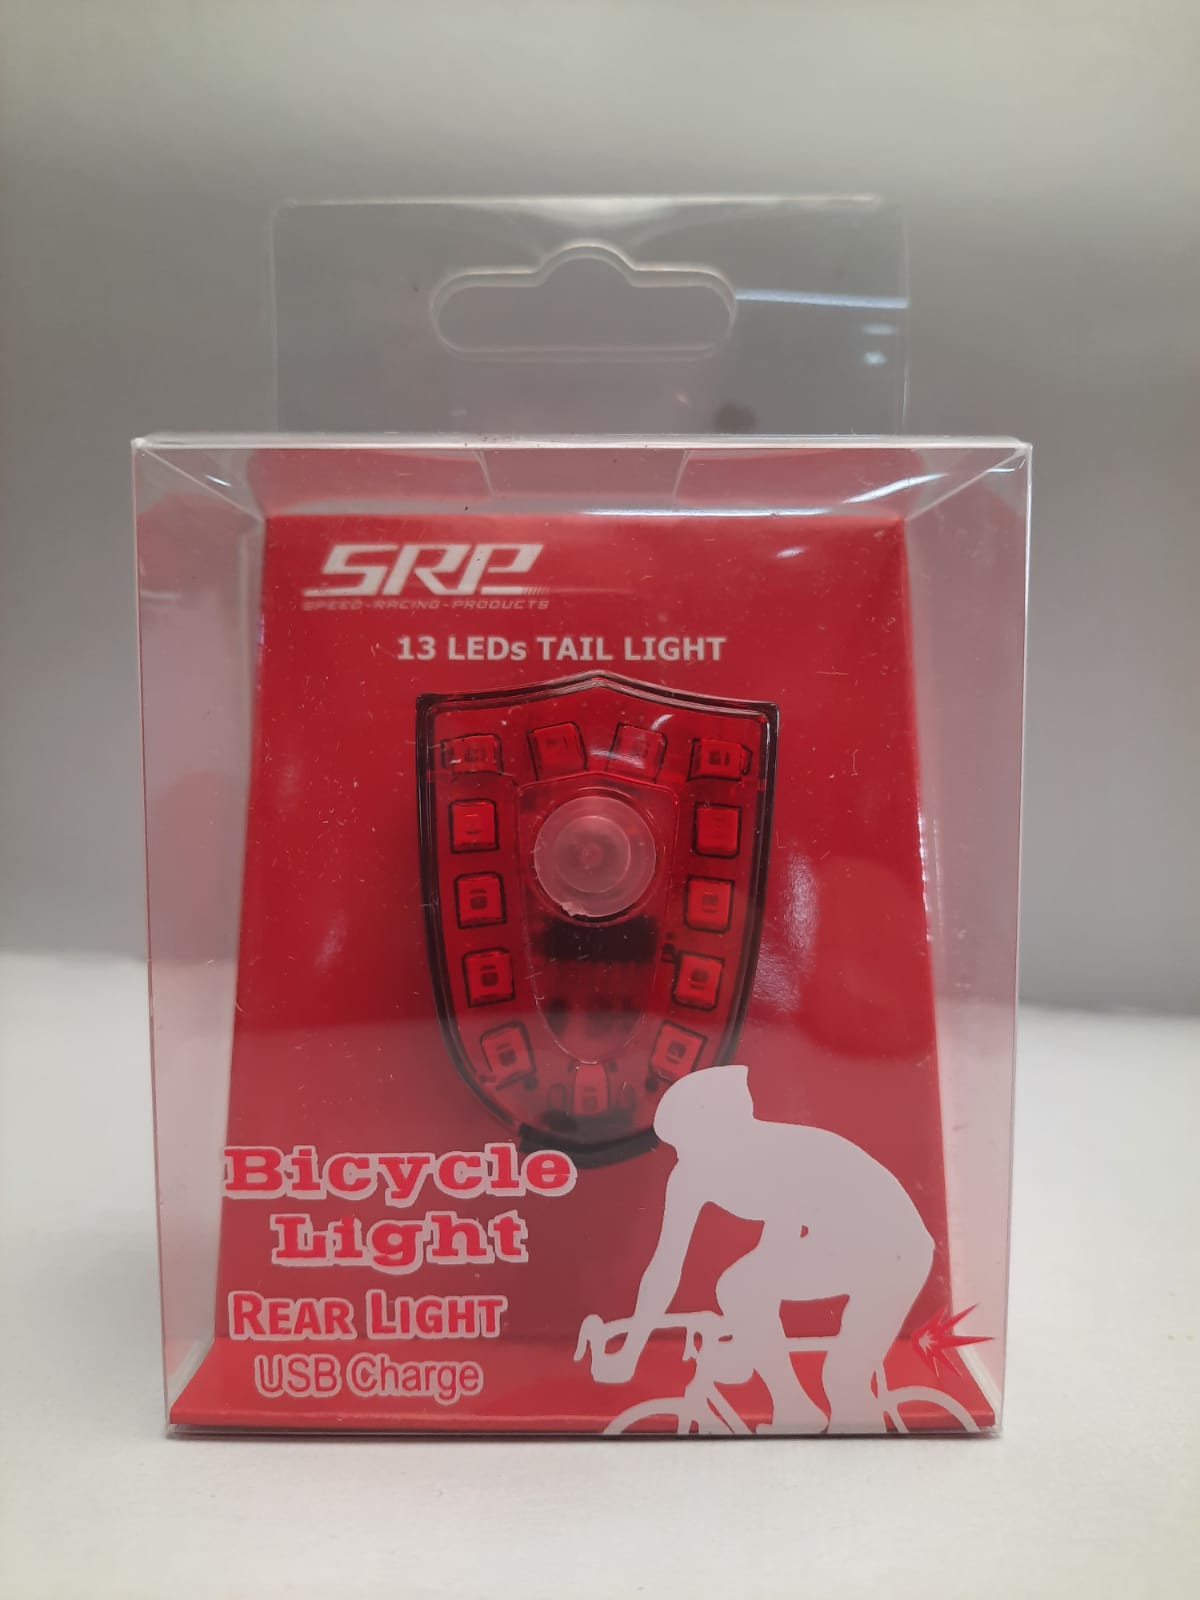 SRP
SPEED-RACING-PRODUCTS
13 LEDs TAIL LIGHT
Bicycle
Light
REAR LIGHT
USB Charge